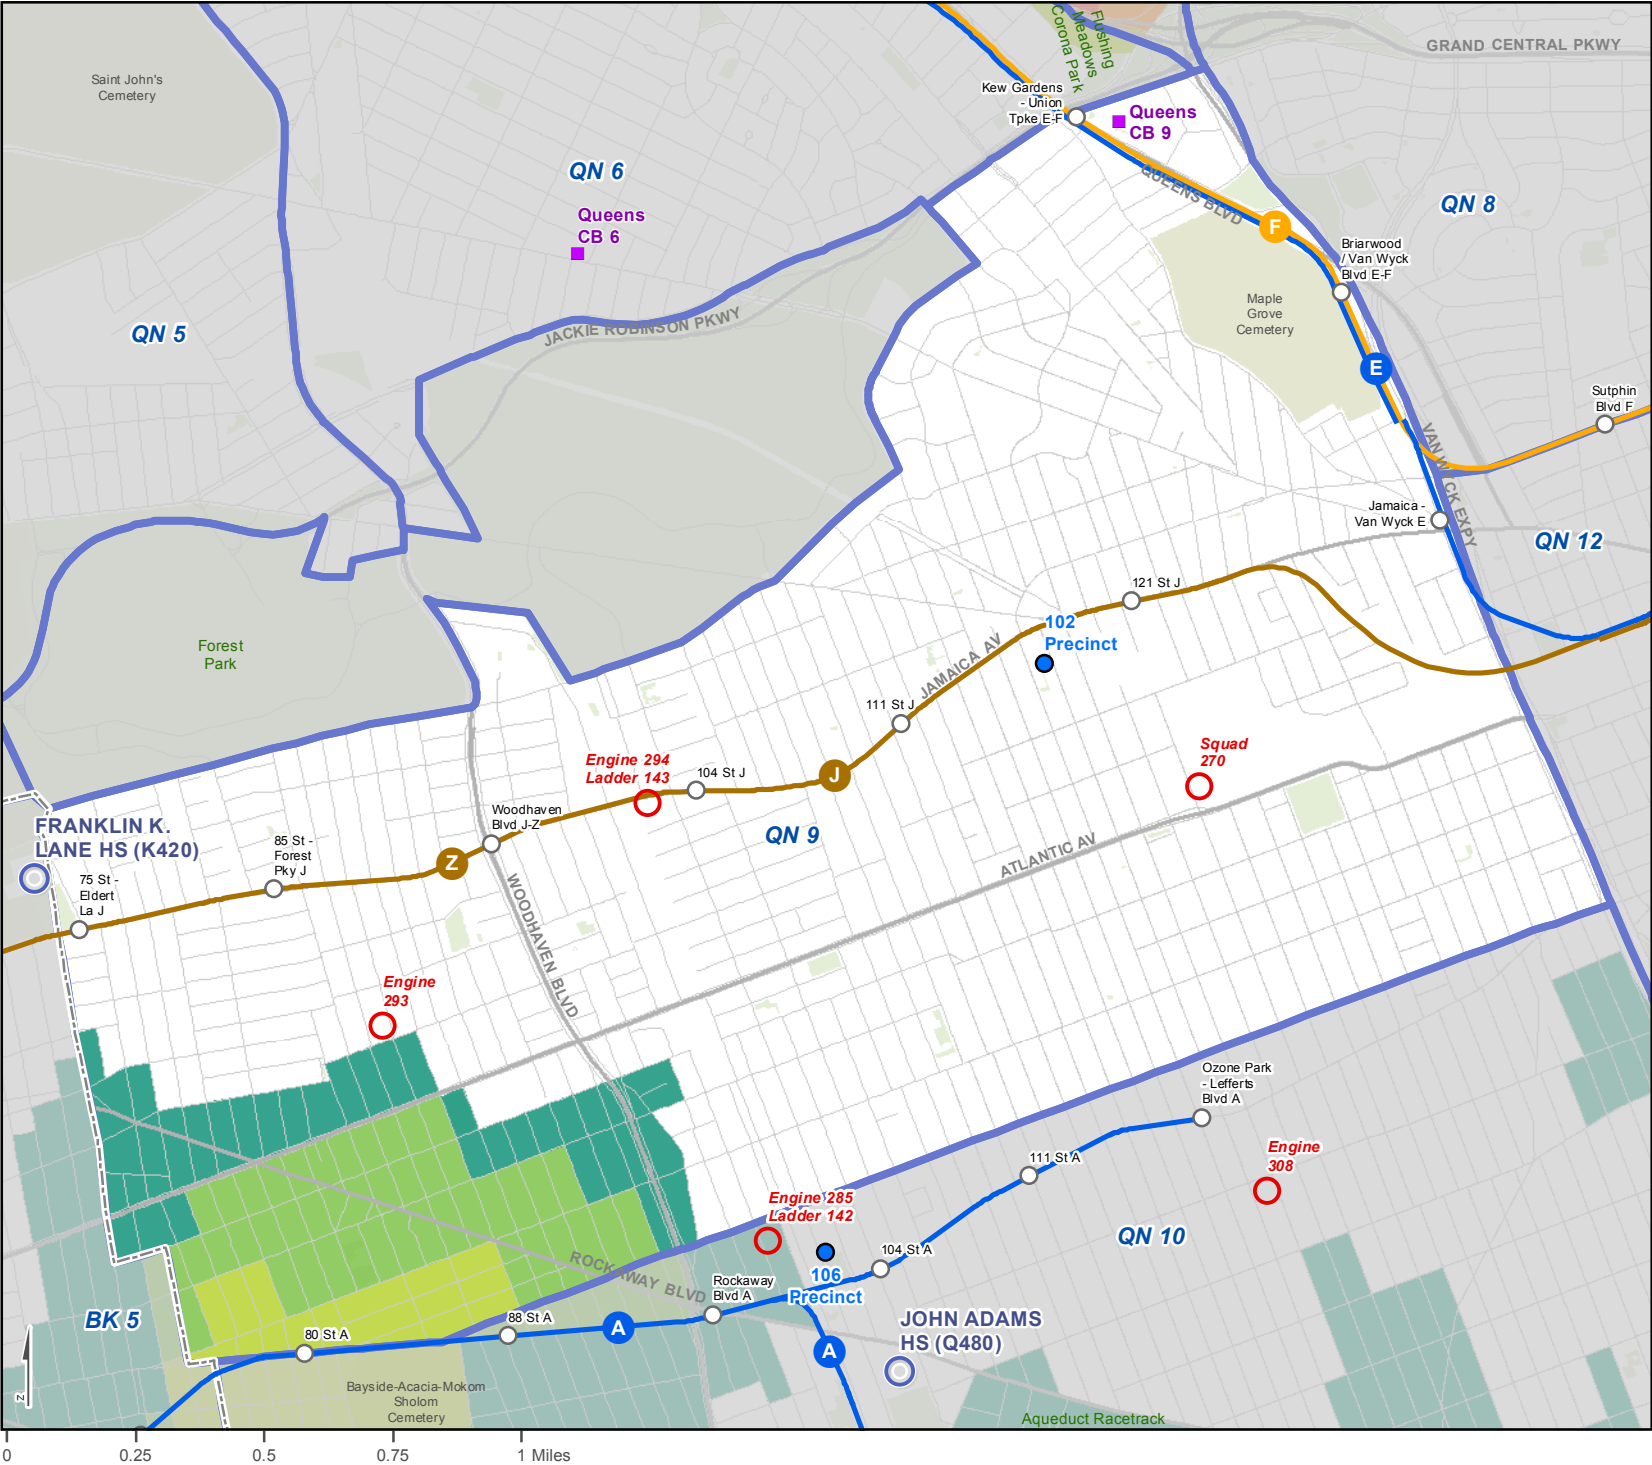 GRAND CENTRAL PKWY
Flushing
Meadows
Corona Park
Saint John's
Cemetery
Kew Gardens
- Union
Tpke E-F
Queens
CB 9
QN 6
QUEENS BLVD
QN 8
Queens
CB 6
F
Briarwood
/ Van Wyck
Blvd E-F
Maple
Grove
Cemetery
QN 5
JACKIE ROBINSON PKWY
E
Sutphin
Blvd F
VAN WYCK EXPY
Jamaica -
Van Wyck E
QN 12
121 St J
102
Precinct
Forest
Park
JAMAICA AV
111 St J
Engine 294
Ladder 143
104 St J
J
Squad
270
Woodhaven
Blvd J-Z
QN 9
FRANKLIN K.
LANE HS (K420)
85 St -
Forest
Pky J
Z
ATLANTIC AV
75 St -
Eldert
La J
WOODHAVEN BLVD
Engine
293
Ozone Park
- Lefferts
Blvd A
111 St A
Engine
308
Engine 285
Ladder 142
QN 10
104 St A
106
Precinct
ROCKAWAY BLVD
Rockaway
Blvd A
BK 5
88 St A
A
80 St A
JOHN ADAMS
HS (Q480)
A
Bayside-Acacia-Mokom
Sholom
Cemetery
Aqueduct Racetrack
N
0 0.25 0.5 0.75 1 Miles